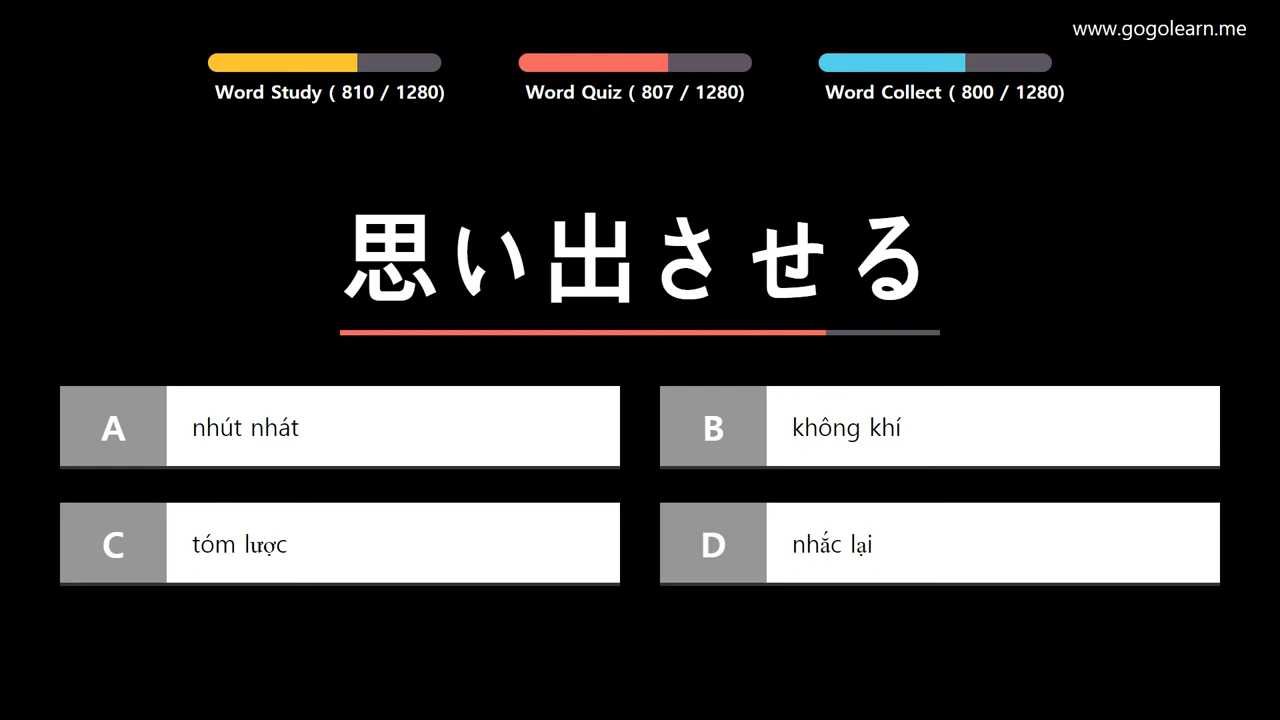 www.gogolearn.me
Word Study ( 810 / 1280)
Word Quiz ( 807 / 1280)
Word Collect ( 800 / 1280)
思い出させる
A nhút nhát
B không khí
C tóm lược
D nhắc lại